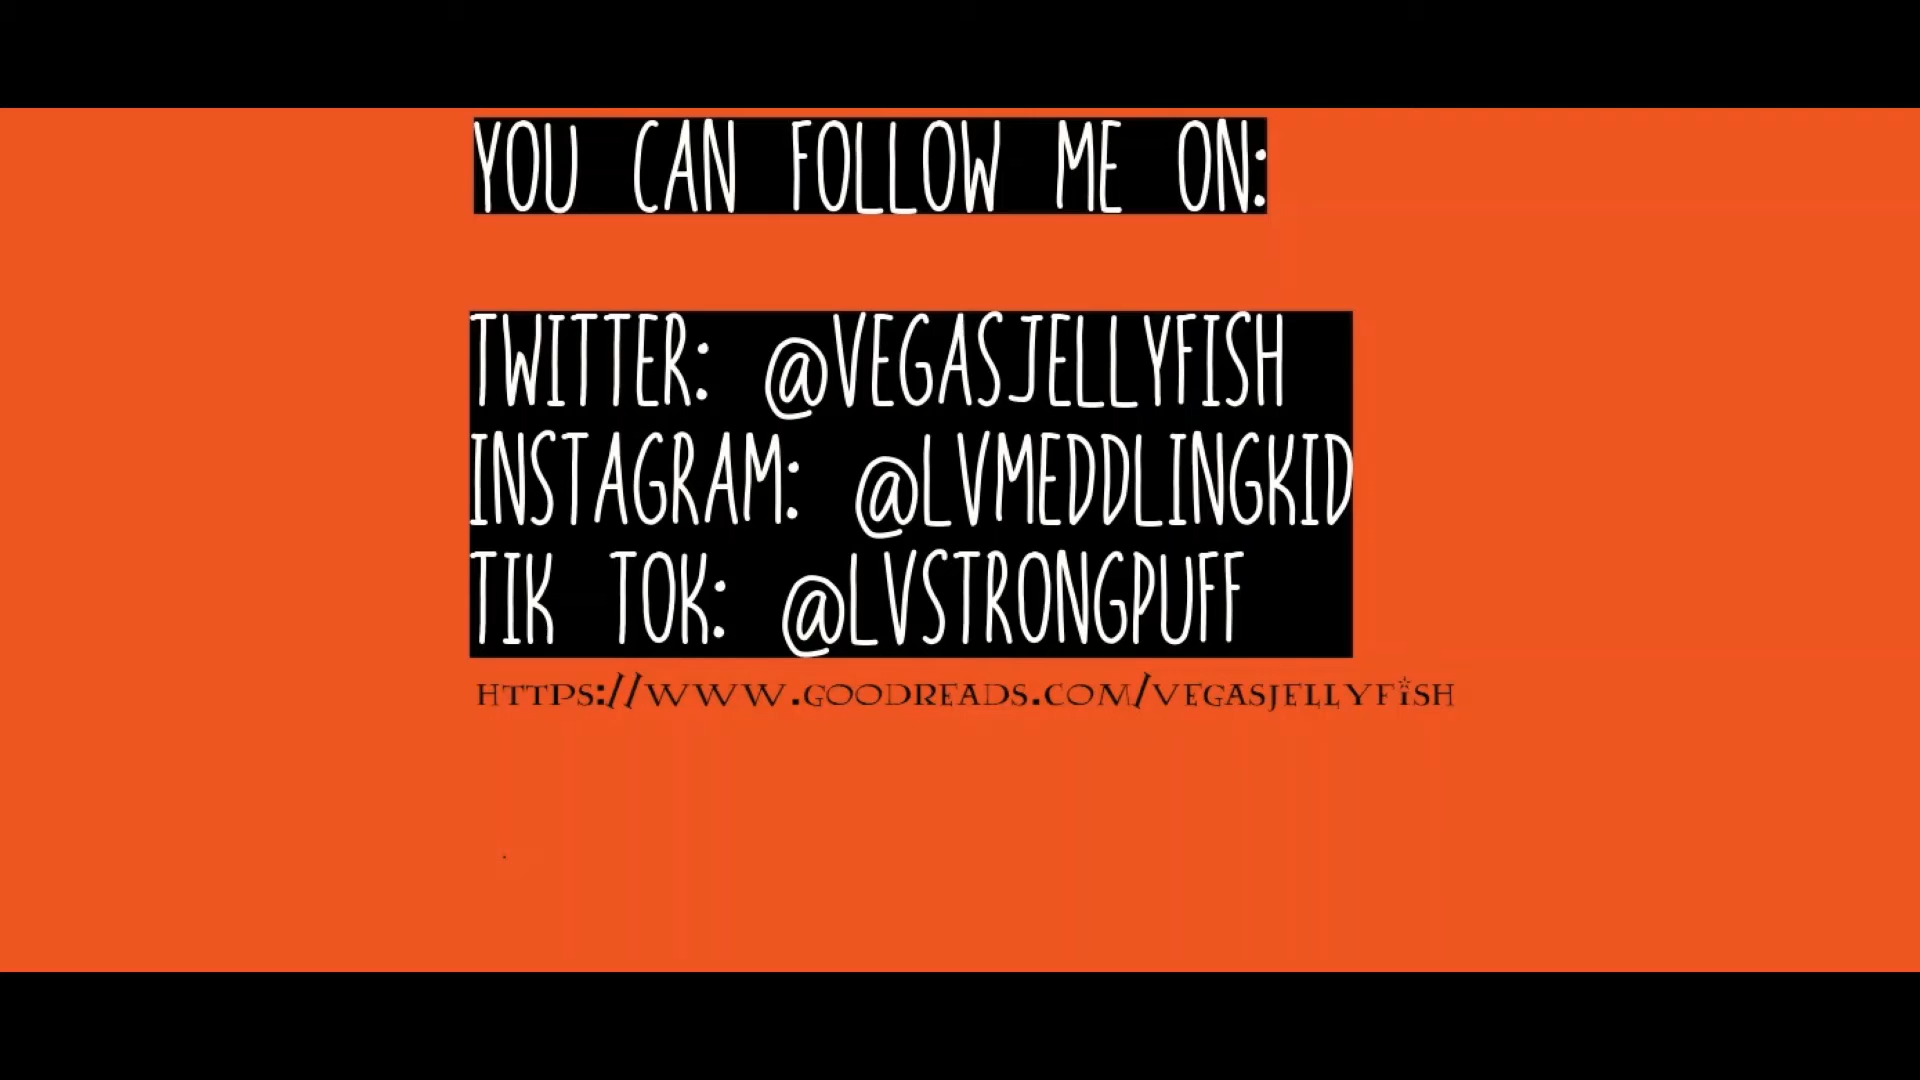 YOU CAN FOLLOW ME ON:
TWITTER: @VEGASJELLYFISH
INSTAGRAM: @LVMEDDLINGKID
TIK TOK: @LVSTRONGPUFF
HTTPS://WWW.GOODREADS.COM/VEGASJELLYFISH